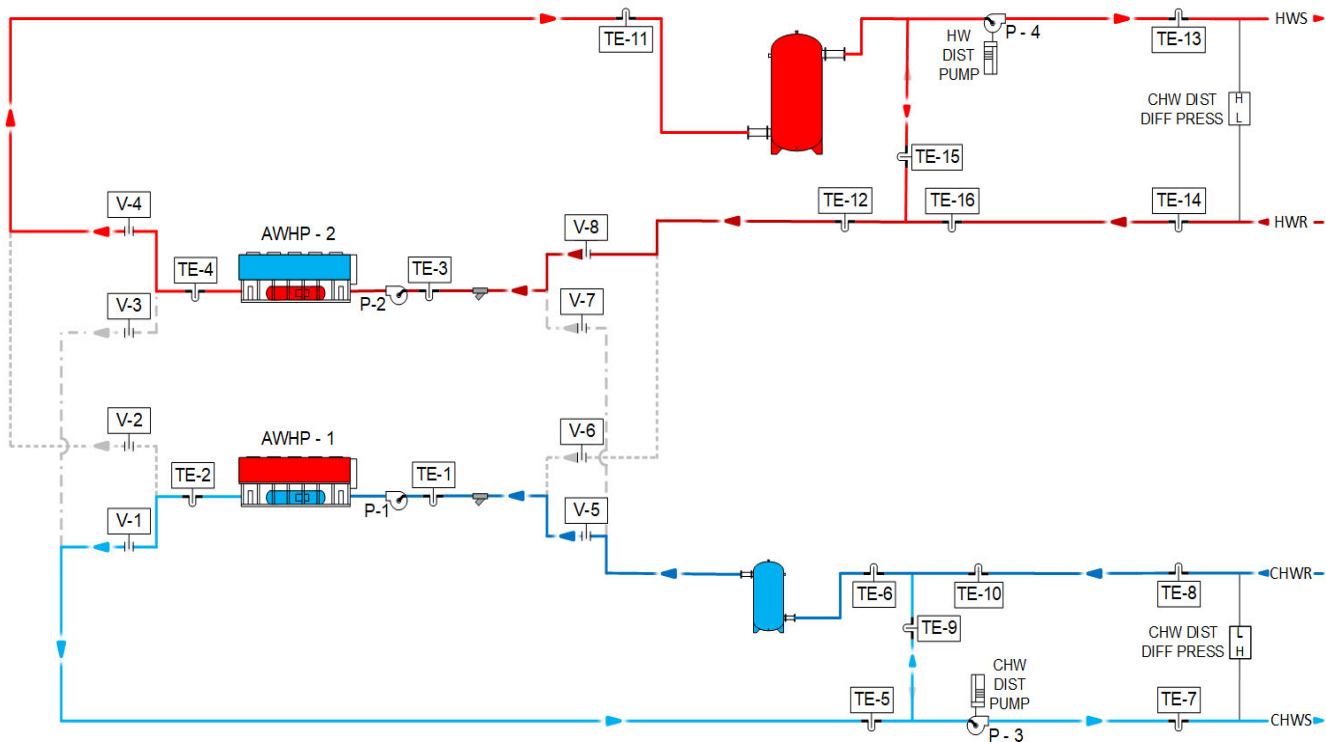 TE-11
HW
DIST
PUMP
P - 4
TE-13
HWS
CHW DIST
DIFF PRESS
H
L
TE-15
V-4
AWHP - 2
V-8
TE-12
TE-16
TE-14
HWR
TE-4
TE-3
P-2
V-3
V-7
V-2
AWHP - 1
V-6
TE-2
TE-1
P-1
V-1
V-5
TE-6
TE-10
TE-8
CHWR
TE-9
CHW DIST
DIFF PRESS
L
H
CHW
DIST
PUMP
TE-5
P - 3
TE-7
CHWS